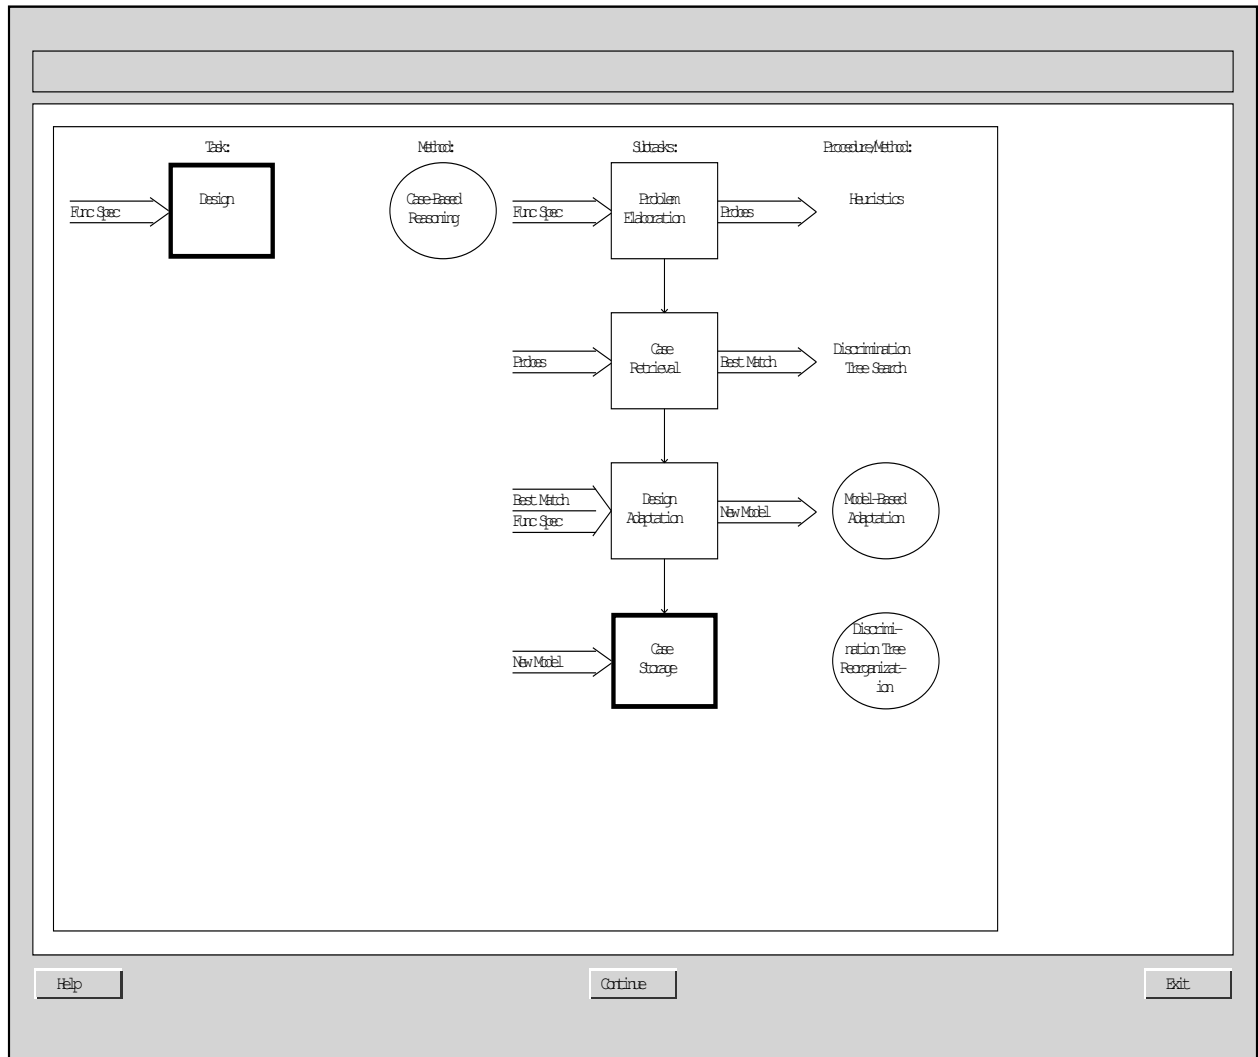 Task:
Method:
Subtasks:
Procedure/Method:
Func Spec
Design
Case-Based
Reasoning
Func Spec
Problem
Elaboration
Probes
Heuristics
Probes
Case
Retrieval
Best Match
Discrimination
Tree Search
Best Match
Func Spec
Design
Adaptation
New Model
Model-Based
Adaptation
New Model
Case
Storage
Discrimi-
nation Tree
Reorganizat-
ion
Help
Continue
Exit